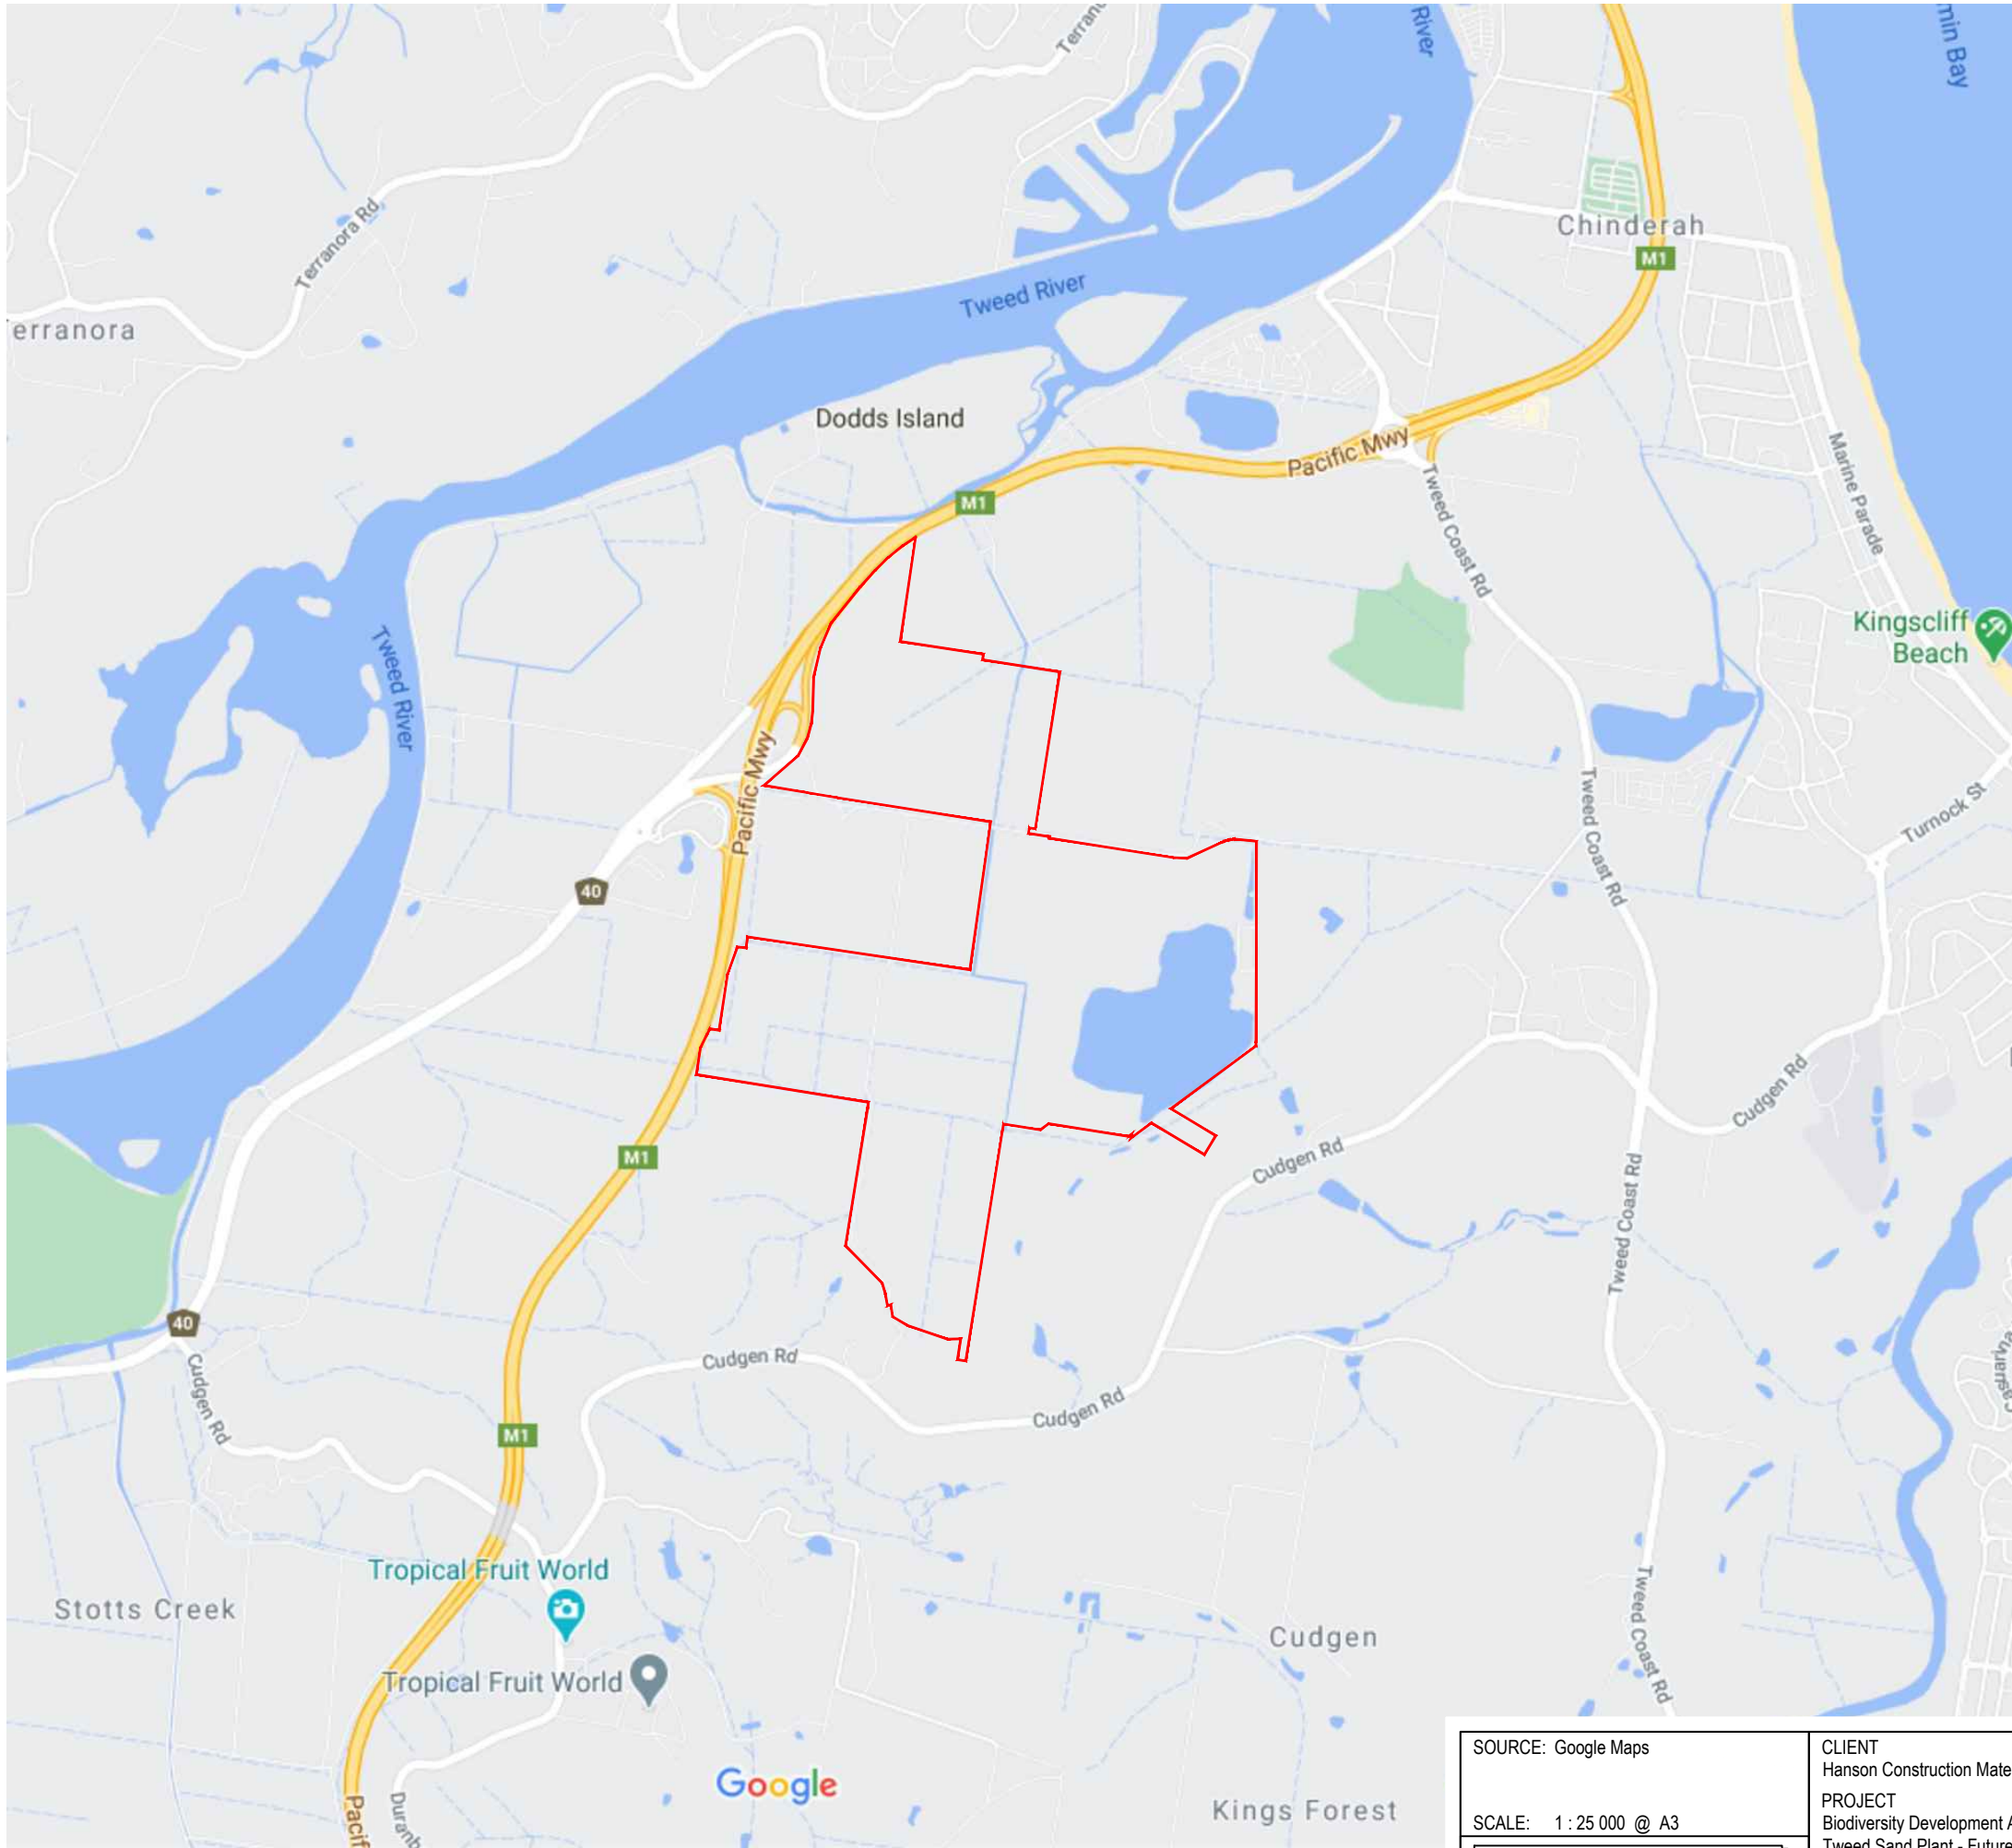 River
min Bay
Terranora Rd
Chinderah
M1
Tweed River
erranora
Dodds Island
Pacific Mwy
M1
Tweed Coast Rd
Marine Parade
Kingscliff
Beach
Tweed River
Pacific Mwy
Tweed Coast Rd
Turnock St
40
Cudgen Rd
M1
Cudgen Rd
Tweed Coast Rd
40
Cudgen Rd
Cudgen Rd
Cudgen Rd
M1
Tropical Fruit World
Stotts Creek
Tweed Coast Rd
Cudgen
Tropical Fruit World
Google
Kings Forest
Pacif
Duranb
SOURCE: Google Maps
SCALE: 1 : 25 000 @ A3
CLIENT
Hanson Construction Mate
PROJECT
Biodiversity Development A
Tweed Sand Plant - Future